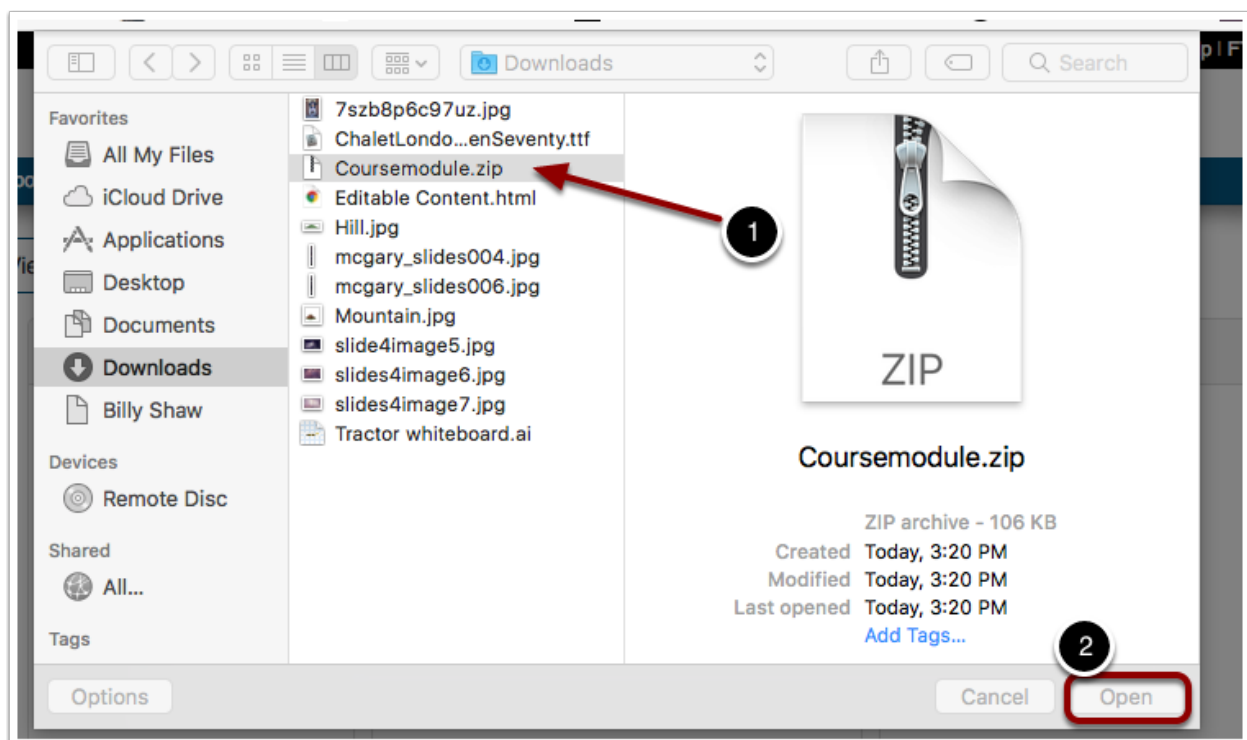 Downloads
Search
p | F
Favorites
All My Files
iCloud Drive
Applications
Desktop
Documents
Downloads
Billy Shaw
Devices
Remote Disc
Shared
All...
Tags
7szb8p6c97uz.jpg
ChaletLondo...enSeventy.ttf
Coursemodule.zip
Editable Content.html
Hill.jpg
mcgary_slides004.jpg
mcgary_slides006.jpg
Mountain.jpg
slide4image5.jpg
slides4image6.jpg
slides4image7.jpg
Tractor whiteboard.ai
1
ZIP
Coursemodule.zip
ZIP archive - 106 KB
Created Today, 3:20 PM
Modified Today, 3:20 PM
Last opened Today, 3:20 PM
Add Tags...
2
Options
Cancel
Open